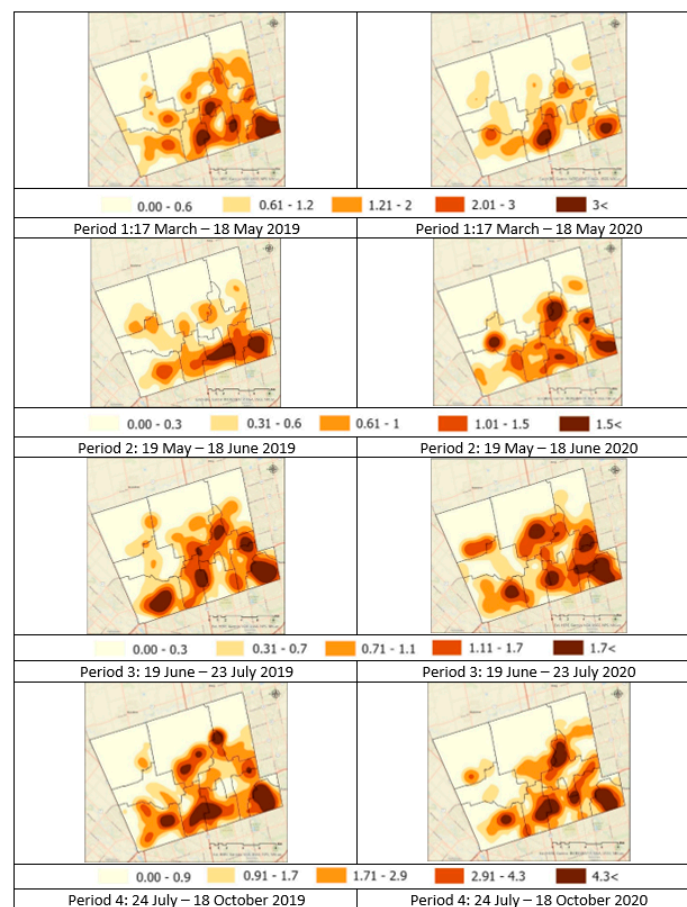 0.00 - 0.6 0.61 - 1.2 1.21 - 2 2.01 - 3 3<
Period 1:17 March – 18 May 2019 Period 1:17 March – 18 May 2020
0.00 - 0.3 0.31 - 0.6 0.61 - 1 1.01 - 1.5 1.5<
Period 2: 19 May – 18 June 2019 Period 2: 19 May – 18 June 2020
0.00 - 0.3 0.31 - 0.7 0.71 - 1.1 1.11 - 1.7 1.7<
Period 3: 19 June – 23 July 2019 Period 3: 19 June – 23 July 2020
0.00 - 0.9 0.91 - 1.7 1.71 - 2.9 2.91 - 4.3 4.3<
Period 4: 24 July – 18 October 2019 Period 4: 24 July – 18 October 2020